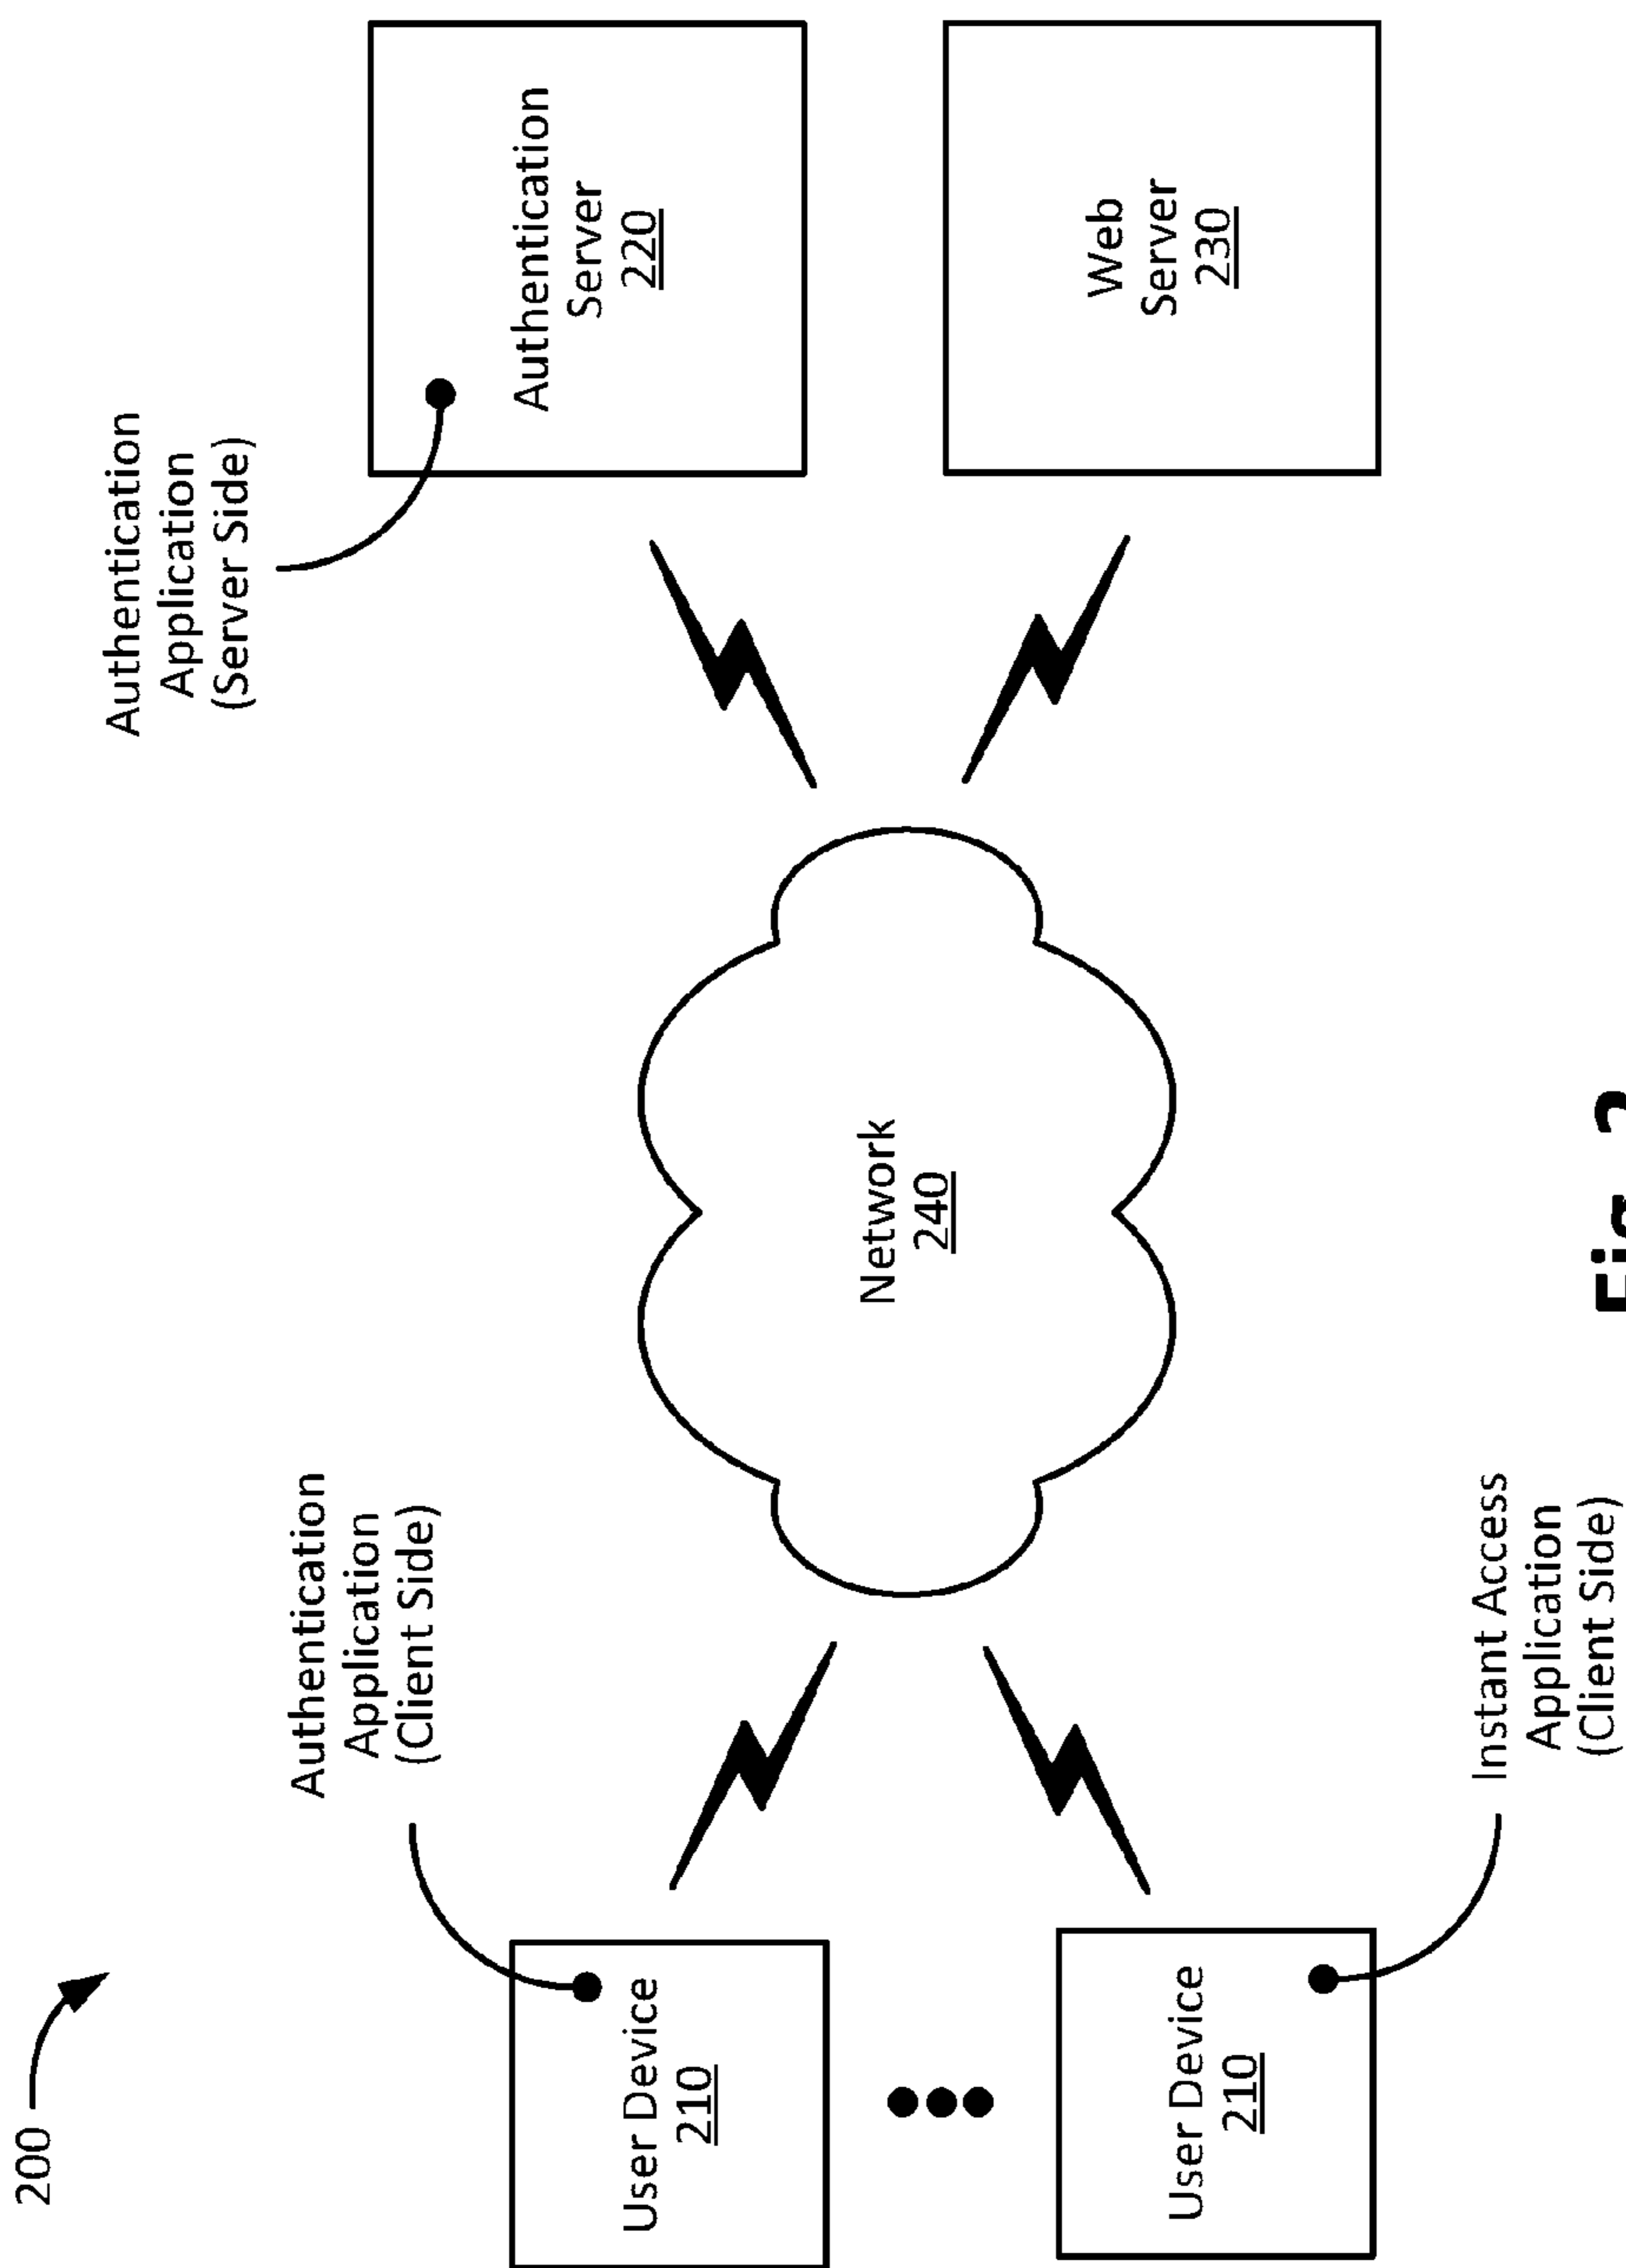 200
Authentication
Application
(Server Side)
Authentication
Application
(Client Side)
Authentication
Server
220
User Device
210
Network
240
Web
Server
230
User Device
210
Instant Access
Application
(Client Side)
Fig